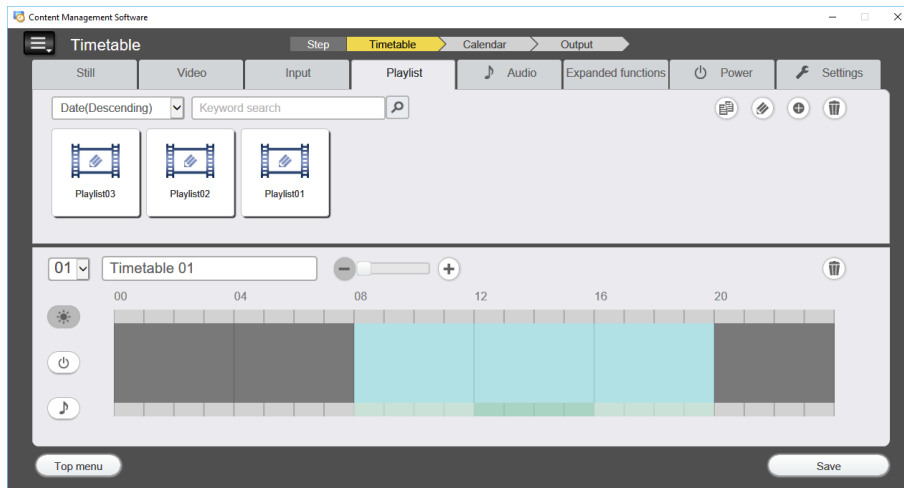 Content Management Software
Timetable
Step Timetable Calendar Output
Still Video Input Playlist Audio Expanded functions Power Settings
Date(Descending) Keyword search
Playlist03 Playlist02 Playlist01
01 Timetable 01
00 04 08 12 16 20
Top menu Save